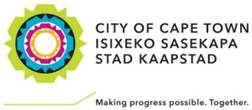 CITY OF CAPE TOWN
ISIXEKO SASEKAPA
STAD KAAPSTAD
Making progress possible. Together.